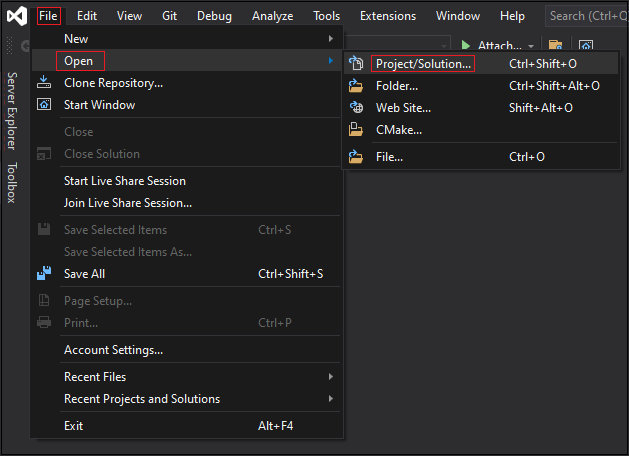 File Edit View Git Debug Analyze Tools Extensions Window Help Search (Ctrl+Q
Attach...
Server Explorer
Toolbox
New
Open
Clone Repository...
Start Window
Close
Close Solution
Start Live Share Session
Join Live Share Session...
Save Selected Items Ctrl+S
Save Selected Items As...
Save All Ctrl+Shift+S
Page Setup...
Print... Ctrl+P
Account Settings...
Recent Files
Recent Projects and Solutions
Exit Alt+F4
Project/Solution... Ctrl+Shift+O
Folder... Ctrl+Shift+Alt+O
Web Site... Shift+Alt+O
CMake...
File... Ctrl+O